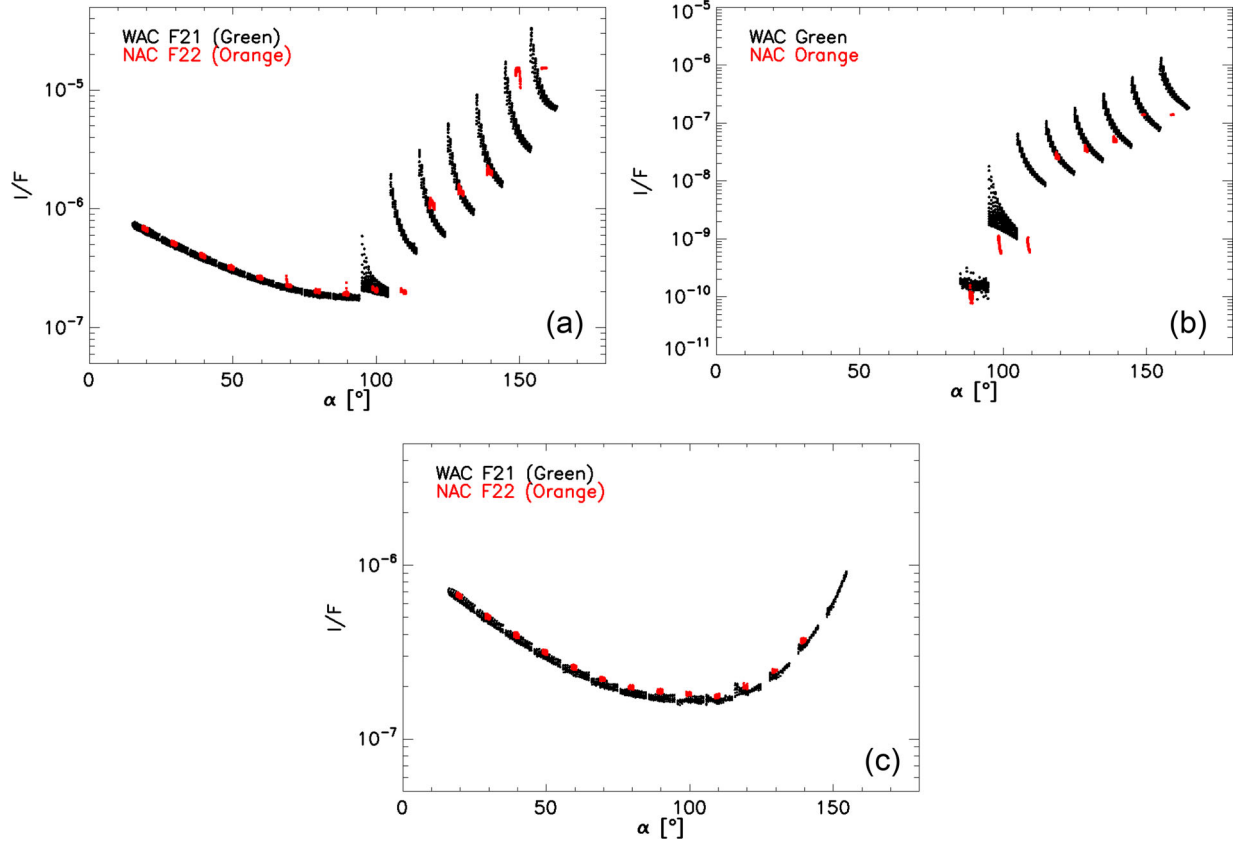 WAC F21 (Green)
NAC F22 (Orange)
10⁻⁵
10⁻⁶
10⁻⁷
I/F
0
50
100
150
α [°]
(a)
WAC Green
NAC Orange
10⁻⁵
10⁻⁶
10⁻⁷
10⁻⁸
10⁻⁹
10⁻¹⁰
10⁻¹¹
I/F
0
50
100
150
α [°]
(b)
WAC F21 (Green)
NAC F22 (Orange)
10⁻⁶
10⁻⁷
I/F
0
50
100
150
α [°]
(c)